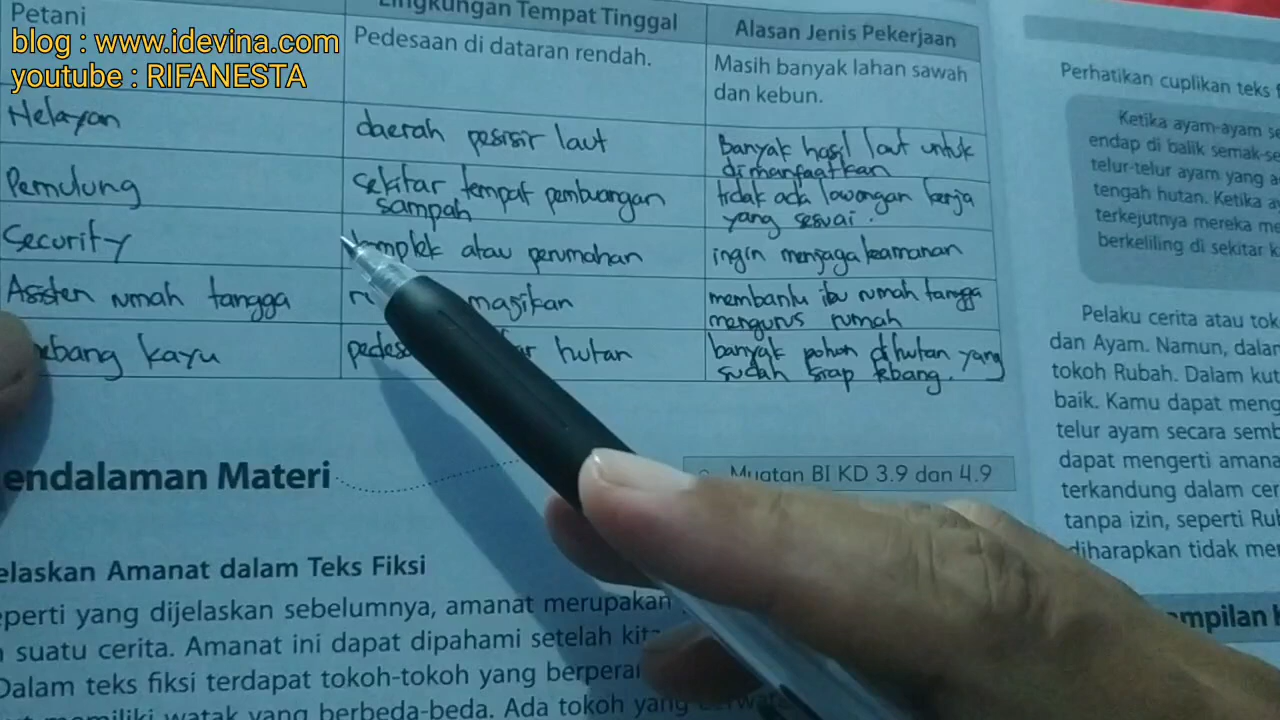 blog : www.idevina.com
youtube : RIFANESTA
Petani
Lingkungan Tempat Tinggal
Alasan Jenis Pekerjaan
Pedesaan di dataran rendah.
Masih banyak lahan sawah
dan kebun.
Nelayan
daerah pesisir laut
Banyak hasil laut untuk
dimanfaatkan
Pemulung
sekitar tempat pembuangan
sampah
tidak ada lowongan kerja
yang sesuai.
Security
komplek atau perumahan
ingin menjaga keamanan
Asisten rumah tangga
majikan
membantu ibu rumah tangga
mengurus rumah
ebang kayu
hutan
banyak pohon dihutan yang
sudah siap tebang.
endalaman Materi
Muatan BI KD 3.9 dan 4.9
elaskan Amanat dalam Teks Fiksi
eperti yang dijelaskan sebelumnya, amanat merupakan
suatu cerita. Amanat ini dapat dipahami setelah kita
Dalam teks fiksi terdapat tokoh-tokoh yang berperan
memiliki watak yang berbeda-beda. Ada tokoh yang
Perhatikan cuplikan teks
Ketika ayam-ayam
endap di balik semak-se
telur-telur ayam yang
tengah hutan. Ketika
terkejutnya mereka me
berkeliling di sekitar
Pelaku cerita atau tok
dan Ayam. Namun, dalam
tokoh Rubah. Dalam kut
baik. Kamu dapat meng
telur ayam secara semb
dapat mengerti amana
terkandung dalam cer
tanpa izin, seperti Rub
diharapkan tidak me
mpilan